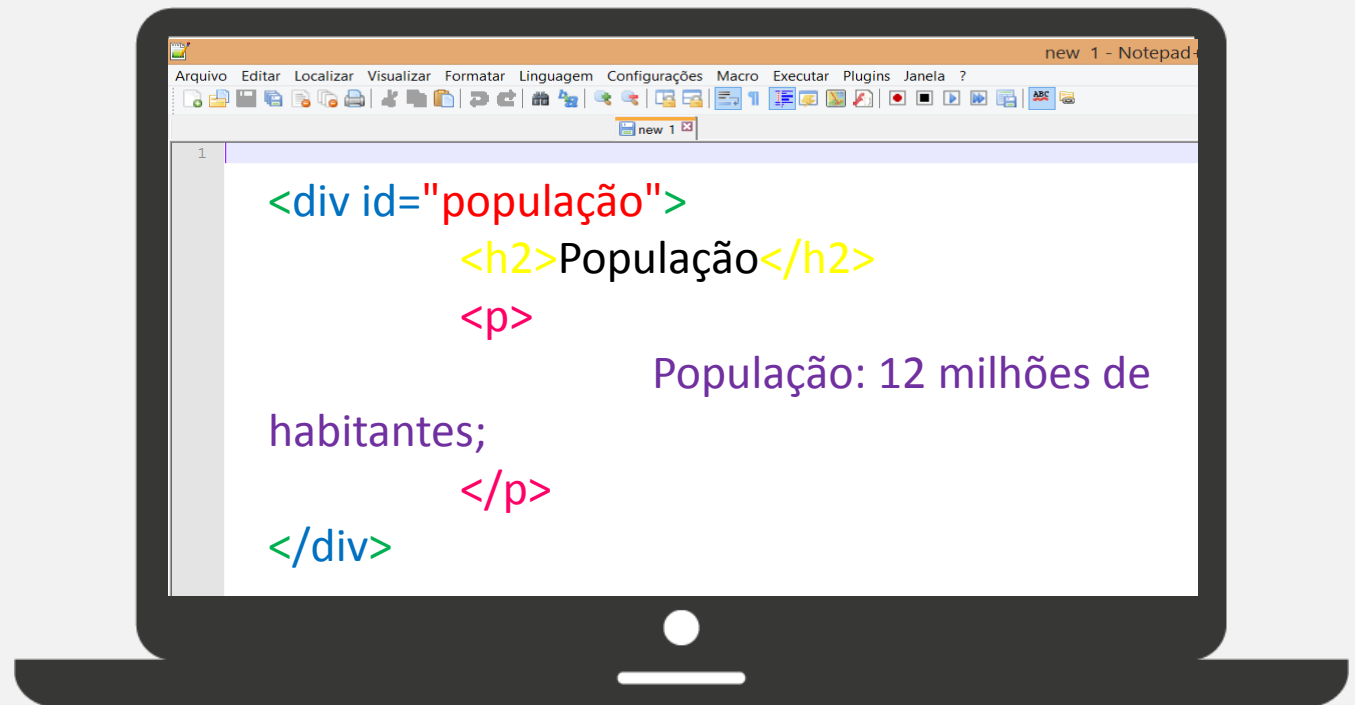 new 1 - Notepad
Arquivo Editar Localizar Visualizar Formatar Linguagem Configurações Macro Executar Plugins Janela ?
ABC
new 1
1
<div id="população">
<h2>População</h2>
<p>
População: 12 milhões de
habitantes;
</p>
</div>